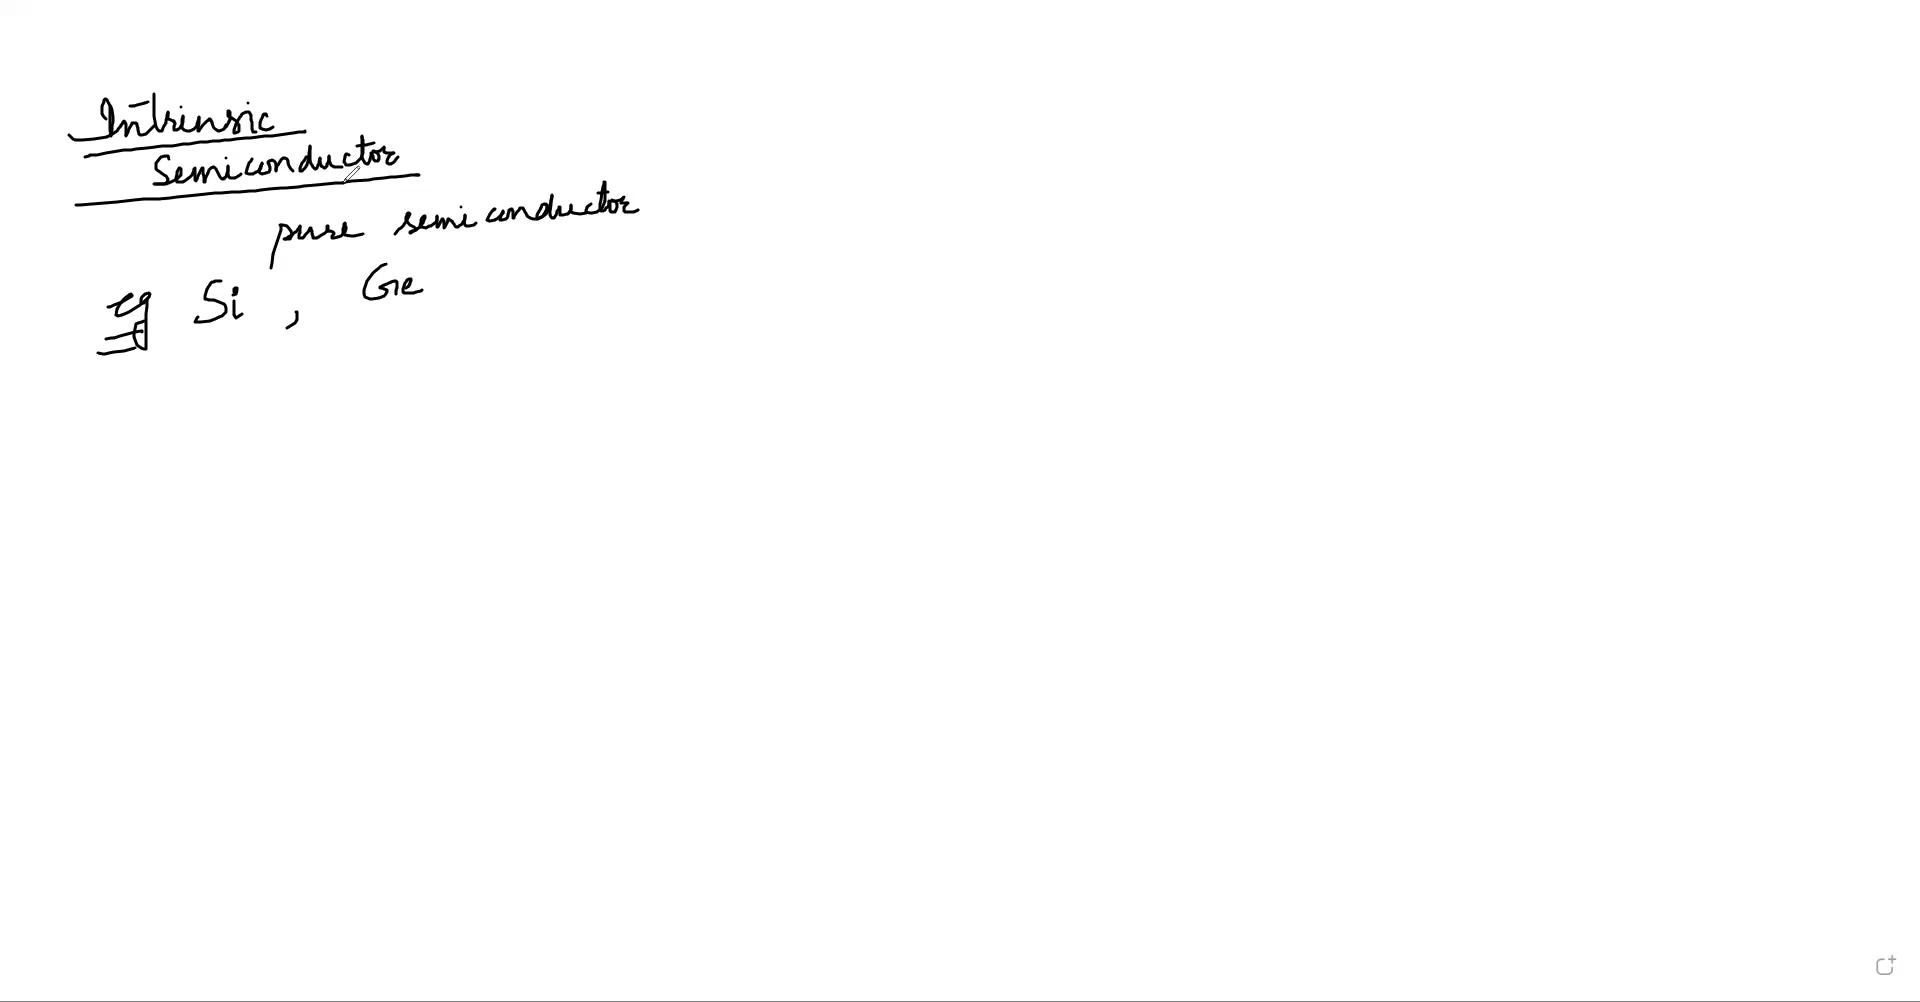 Intrinsic
Semiconductor
pure semiconductor
eg Si , Ge